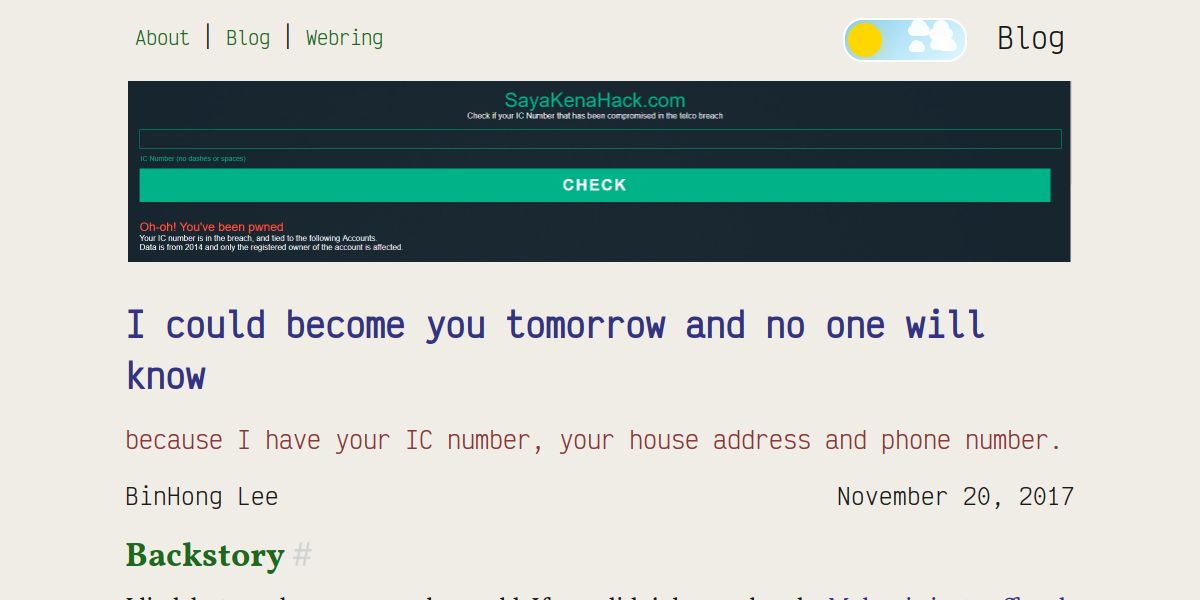 About | Blog | Webring
Blog
SayaKenaHack.com
Check if your IC Number that has been compromised in the telco breach
IC Number (no dashes or spaces)
CHECK
Oh-oh! You've been pwned
Your IC number is in the breach, and tied to the following Accounts.
Data is from 2014 and only the registered owner of the account is affected.
I could become you tomorrow and no one will
know
because I have your IC number, your house address and phone number.
BinHong Lee
November 20, 2017
Backstory #